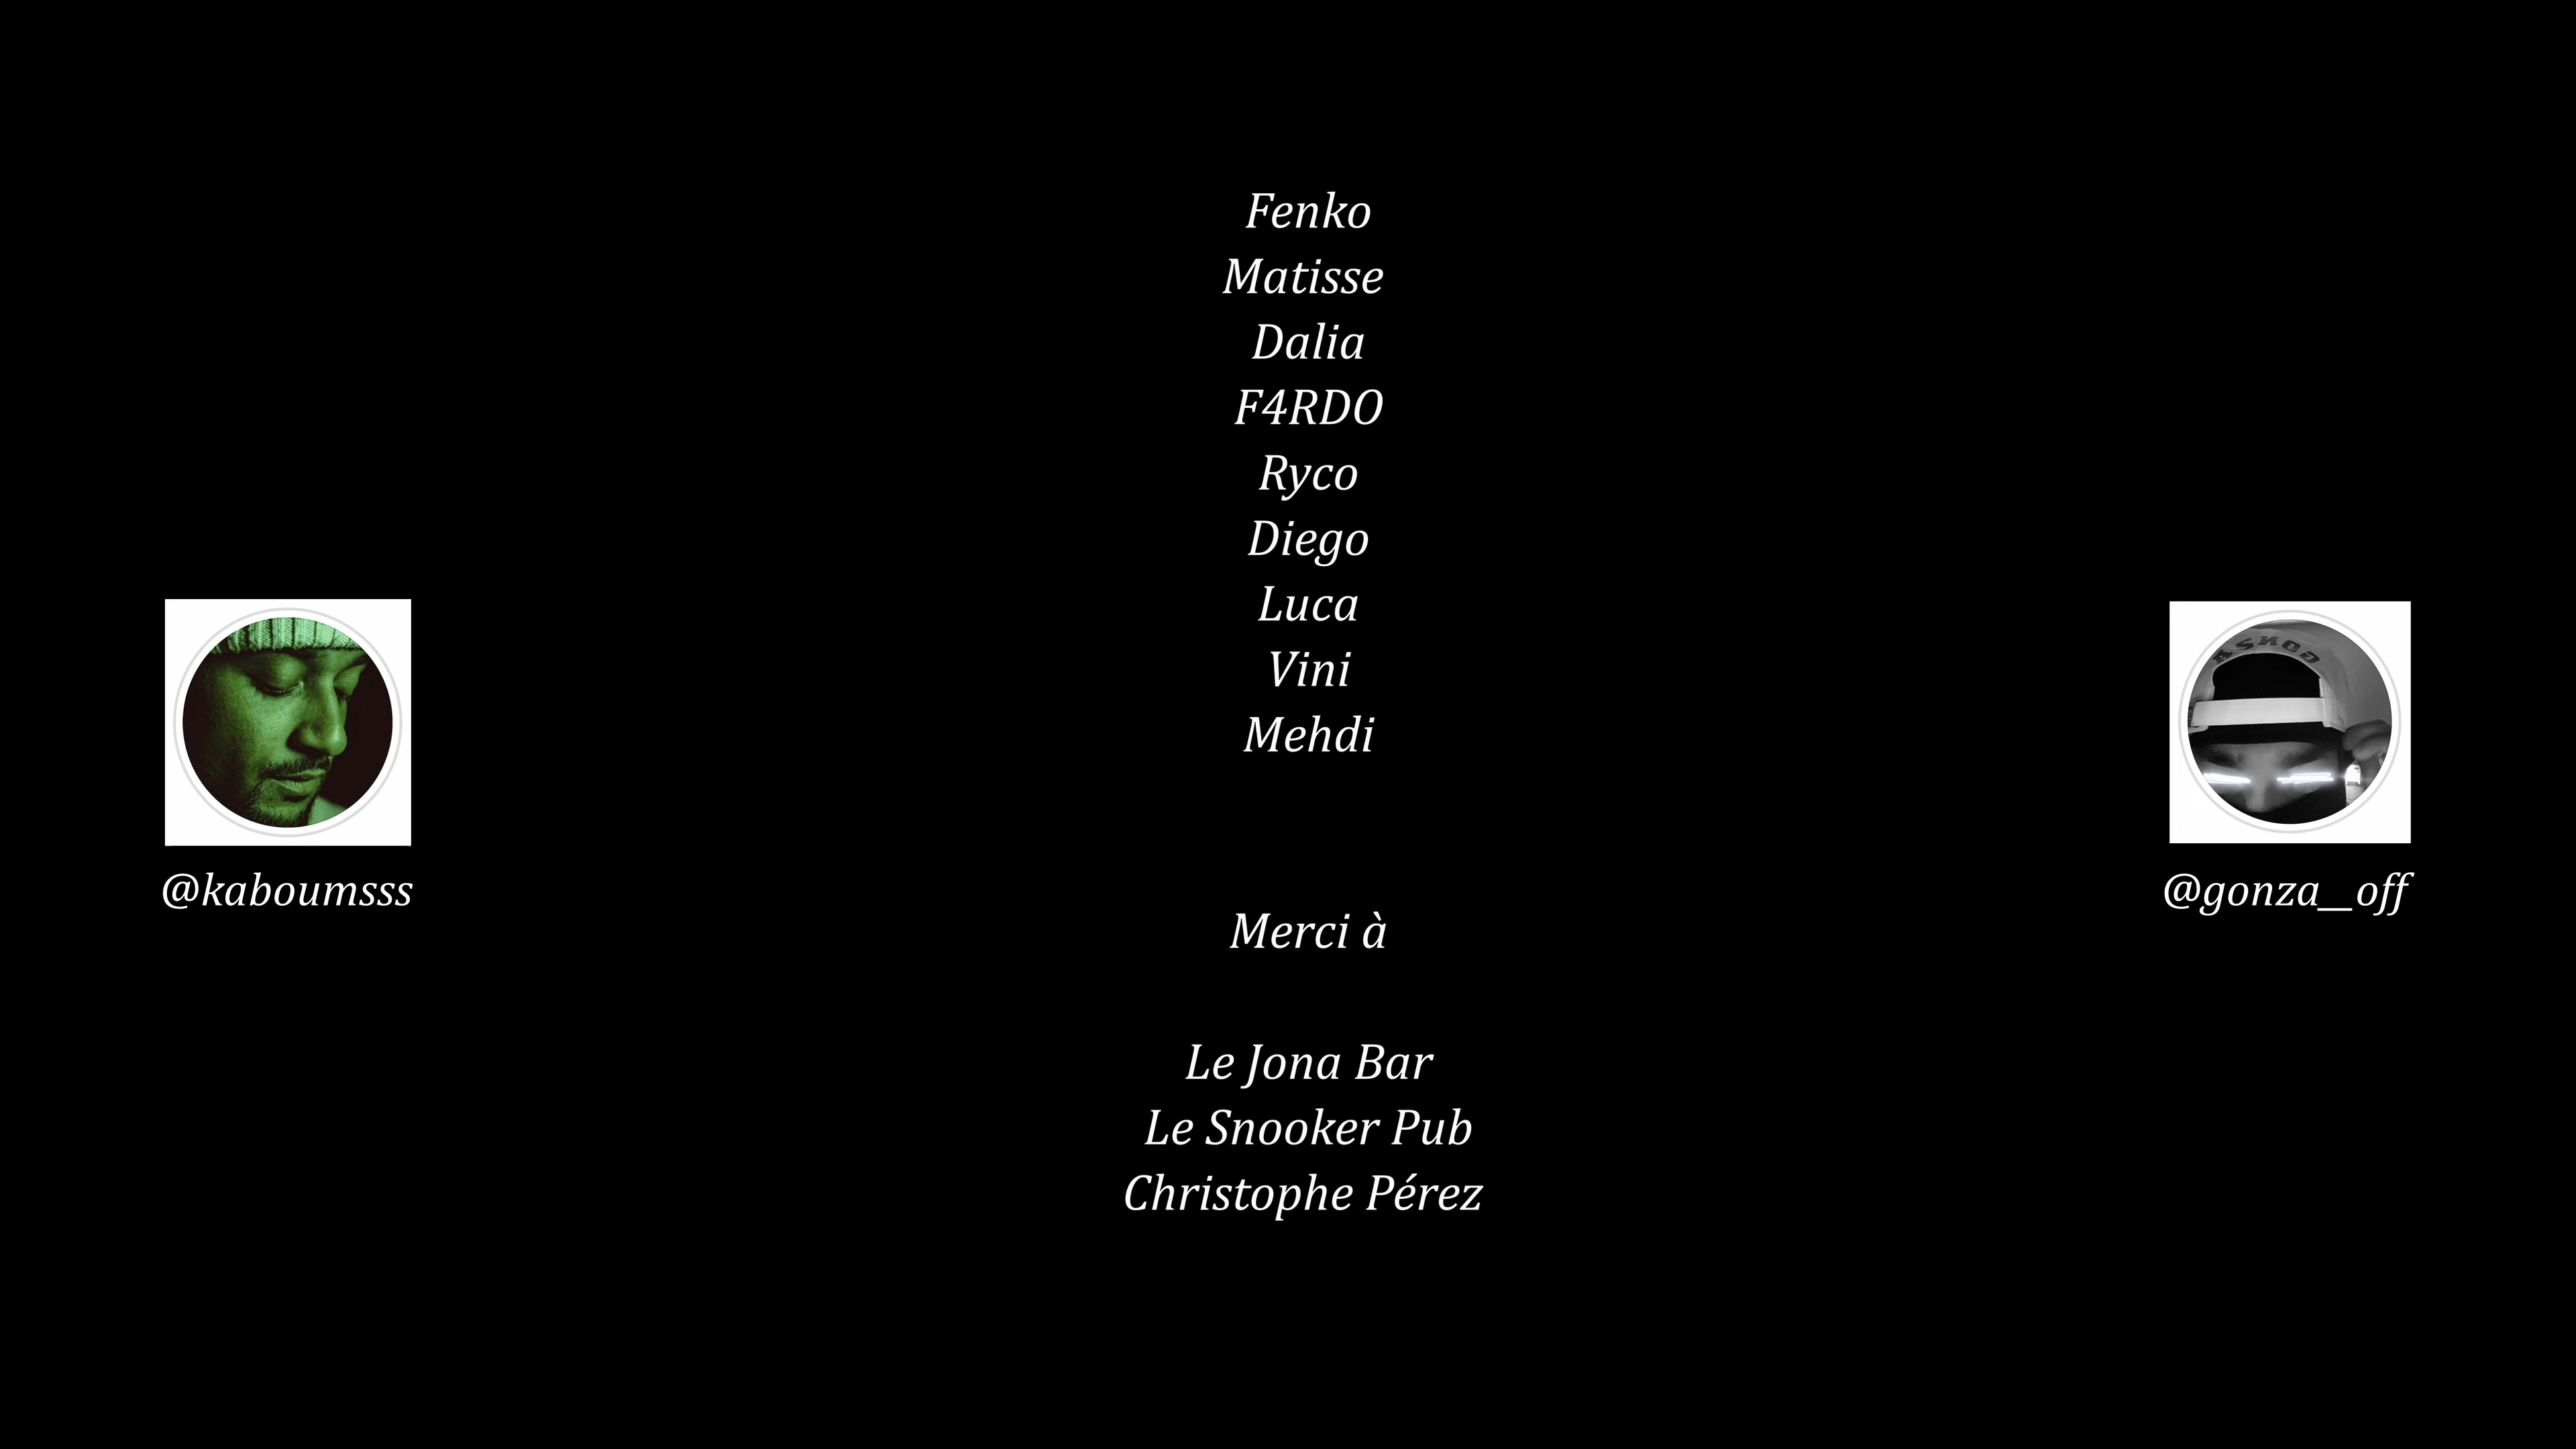 Fenko
Matisse
Dalia
F4RDO
Ryco
Diego
Luca
Vini
Mehdi
@kaboumsss
@gonza__off
Merci à
Le Jona Bar
Le Snooker Pub
Christophe Pérez